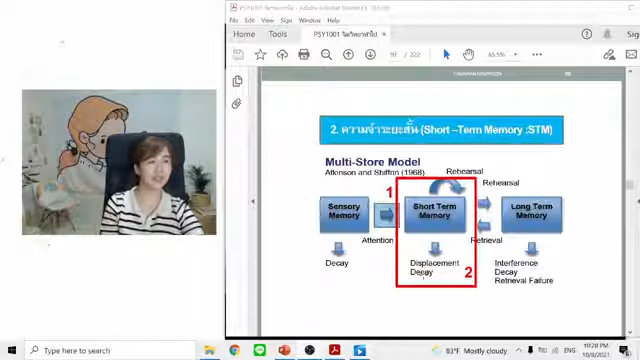 PSY1001
File Edit View Sign Window Help
Home Tools PSY1001 จิตวิทยาทั่วไป × Sig
/ 222 65.5%
2. ความจำระยะสั้น (Short –Term Memory :STM)
Multi-Store Model
Atkinson and Shiffrin (1968)
Rehearsal
Rehearsal
1
Sensory Memory
Short Term Memory
Long Term Memory
Attention
Retrieval
Decay
Displacement
Decay
2
Interference
Decay
Retrieval Failure
Type here to search
83°F Mostly cloudy ENG
10:28 PM
10/8/2021